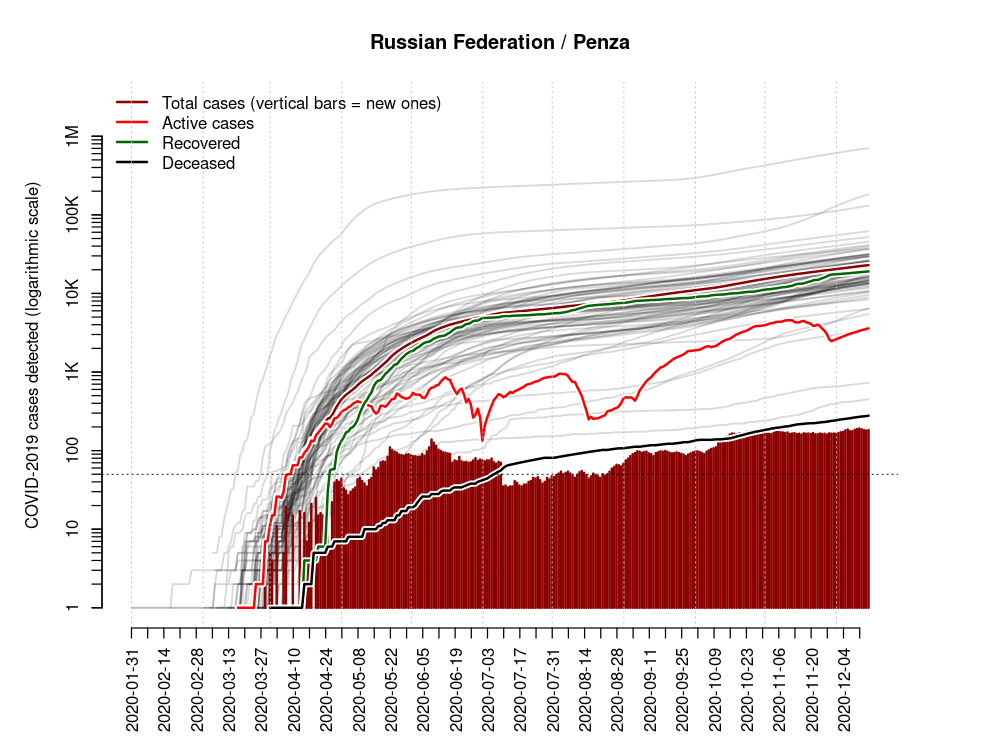 Russian Federation / Penza
Total cases (vertical bars = new ones)
Active cases
Recovered
Deceased
COVID-2019 cases detected (logarithmic scale)
1M
100K
10K
1K
100
10
1
2020-01-31
2020-02-14
2020-02-28
2020-03-13
2020-03-27
2020-04-10
2020-04-24
2020-05-08
2020-05-22
2020-06-05
2020-06-19
2020-07-03
2020-07-17
2020-07-31
2020-08-14
2020-08-28
2020-09-11
2020-09-25
2020-10-09
2020-10-23
2020-11-06
2020-11-20
2020-12-04